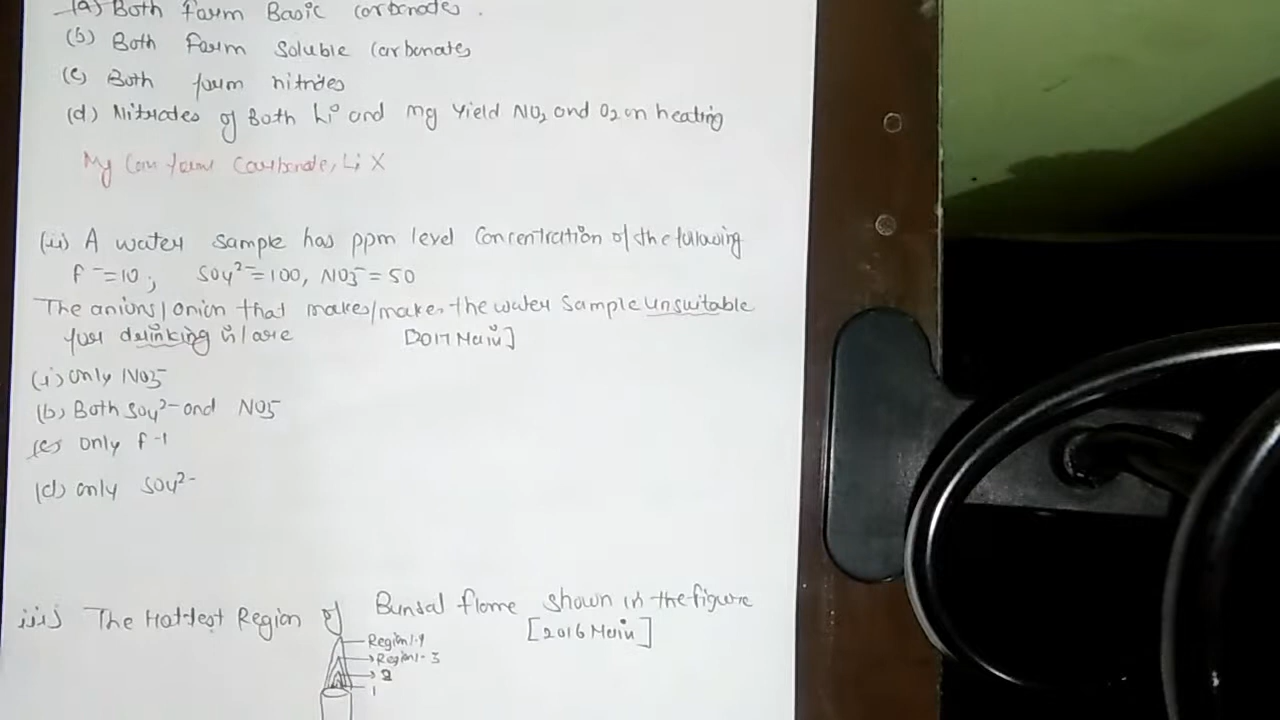 (a) Both form Basic carbonates.
(b) Both form Soluble Carbonates
(c) Both form nitrides
(d) Nitrates of Both Li and mg Yield NO2 and O2 on heating
Mg Can form Carbonate, Li X
(ii) A water sample has ppm level Concentration of the following
F-=10; SO4²-=100, NO3-=50
The anions/onion that makes/make the water Sample unsuitable
for drinking is/are [2017 Main]
(i) only NO3-
(b) Both SO4²- and NO3-
(c) only F-1
(d) only SO4²-
iii) The Hottest Region of Bunsal flame shown in the figure
[2016 Main]
Region-4
Region-3
2
1